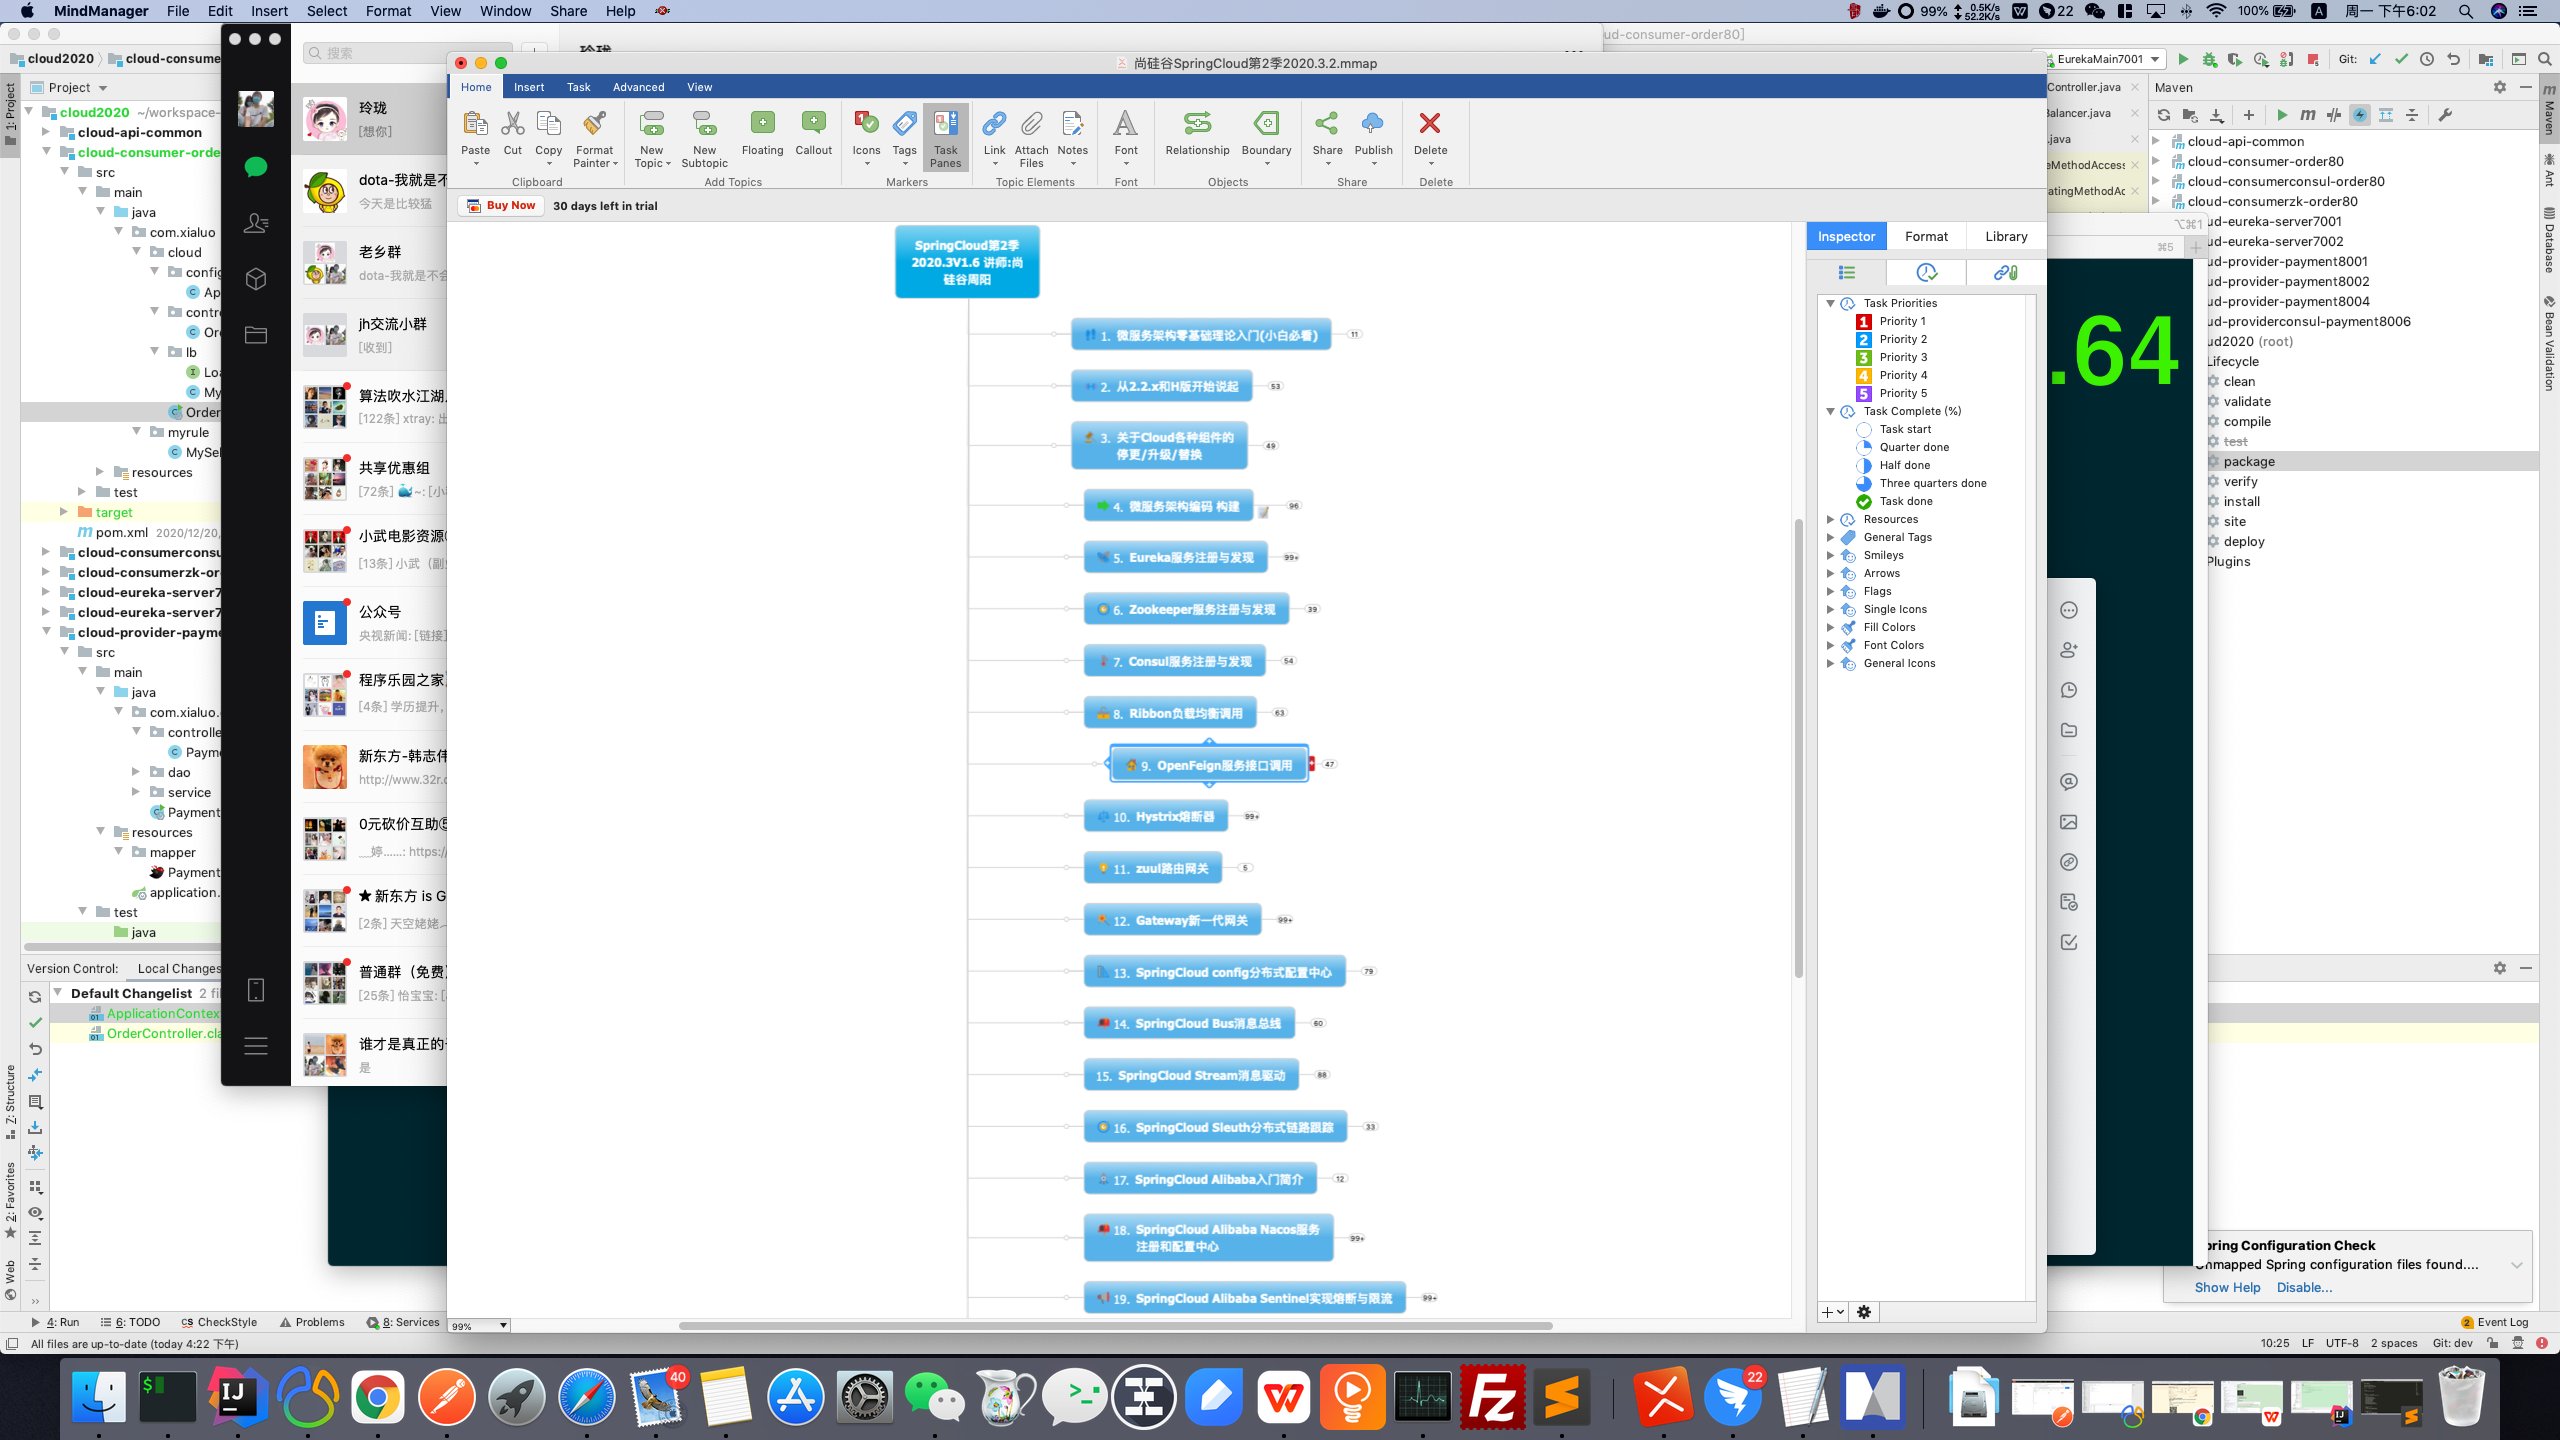 MindManager File Edit Insert Select Format View Window Share Help
99% 0.5K/s 52.2K/s 22 100% 周一 下午6:02
搜索
玲珑
ud-consumer-order80]
cloud2020 cloud-consume
EurekaMain7001
Git:
尚硅谷SpringCloud第2季2020.3.2.mmap
Home Insert Task Advanced View
Paste Cut Copy Format Painter
Clipboard
New Topic New Subtopic Floating Callout
Add Topics
Icons Tags Task Panes
Markers
Link Attach Files Notes
Topic Elements
Font
Font
Relationship Boundary
Objects
Share Publish
Share
Delete
Delete
Buy Now 30 days left in trial
1: Project
Project
cloud2020 ~/workspace-
cloud-api-common
cloud-consumer-orde
src
main
java
com.xialuo
cloud
config
Ap
contro
Or
lb
Loa
My
Order
myrule
MySel
resources
test
target
pom.xml 2020/12/20,
cloud-consumerconsu
cloud-consumerzk-or
cloud-eureka-server7
cloud-eureka-server7
cloud-provider-payme
src
main
java
com.xialuo.
controlle
Payme
dao
service
Payment
resources
mapper
Payment
application.
test
java
Version Control: Local Changes
Default Changelist 2 fil
ApplicationContex
OrderController.cla
Z: Structure
2: Favorites
Web
玲珑
[想你]
dota-我就是不
今天是比较猛
老乡群
dota-我就是不会
jh交流小群
[收到]
算法吹水江湖
[122条] xtray: 出
共享优惠组
[72条] ~: [小
小武电影资源
[13条] 小武（副
公众号
央视新闻: [链接]
程序乐园之家
[4条] 学历提升,
新东方-韩志伟
http://www.32r.c
0元砍价互助⑤
__婷......: https:/
★ 新东方 is G
[2条] 天空姥姥
普通群（免费）
[25条] 怡宝宝: [
谁才是真正的
是
SpringCloud第2季
2020.3V1.6 讲师:尚
硅谷周阳
1. 微服务架构零基础理论入门(小白必看) 11
2. 从2.2.x和H版开始说起 53
3. 关于Cloud各种组件的
停更/升级/替换 49
4. 微服务架构编码 构建 96
5. Eureka服务注册与发现 99+
6. Zookeeper服务注册与发现 39
7. Consul服务注册与发现 54
8. Ribbon负载均衡调用 63
9. OpenFeign服务接口调用 47
10. Hystrix熔断器 99+
11. zuul路由网关 5
12. Gateway新一代网关 99+
13. SpringCloud config分布式配置中心 79
14. SpringCloud Bus消息总线 60
15. SpringCloud Stream消息驱动 88
16. SpringCloud Sleuth分布式链路跟踪 33
17. SpringCloud Alibaba入门简介 12
18. SpringCloud Alibaba Nacos服务
注册和配置中心 99+
19. SpringCloud Alibaba Sentinel实现熔断与限流 99+
99%
Inspector Format Library
Task Priorities
1 Priority 1
2 Priority 2
3 Priority 3
4 Priority 4
5 Priority 5
Task Complete (%)
Task start
Quarter done
Half done
Three quarters done
Task done
Resources
General Tags
Smileys
Arrows
Flags
Single Icons
Fill Colors
Font Colors
General Icons
Controller.java
Balancer.java
.java
eMethodAccess
atingMethodAc
⌥⌘1
⌘5
.64
Maven
cloud-api-common
cloud-consumer-order80
cloud-consumerconsul-order80
cloud-consumerzk-order80
oud-eureka-server7001
ud-eureka-server7002
ud-provider-payment8001
ud-provider-payment8002
ud-provider-payment8004
ud-providerconsul-payment8006
ud2020 (root)
Lifecycle
clean
validate
compile
test
package
verify
install
site
deploy
Plugins
Maven
Ant
Database
Bean Validation
pring Configuration Check
Unmapped Spring configuration files found....
Show Help Disable...
4: Run 6: TODO CheckStyle Problems 8: Services
2 Event Log
All files are up-to-date (today 4:22 下午)
10:25 LF UTF-8 2 spaces Git: dev
40
22